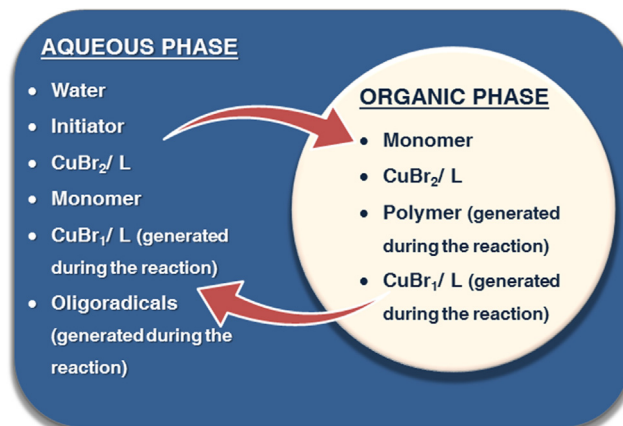 AQUEOUS PHASE
• Water
• Initiator
• CuBr₂/ L
• Monomer
• CuBr₁/ L (generated
during the reaction)
• Oligoradicals
(generated during the
reaction)
ORGANIC PHASE
• Monomer
• CuBr₂/ L
• Polymer (generated
during the reaction)
• CuBr₁/ L (generated
during the reaction)